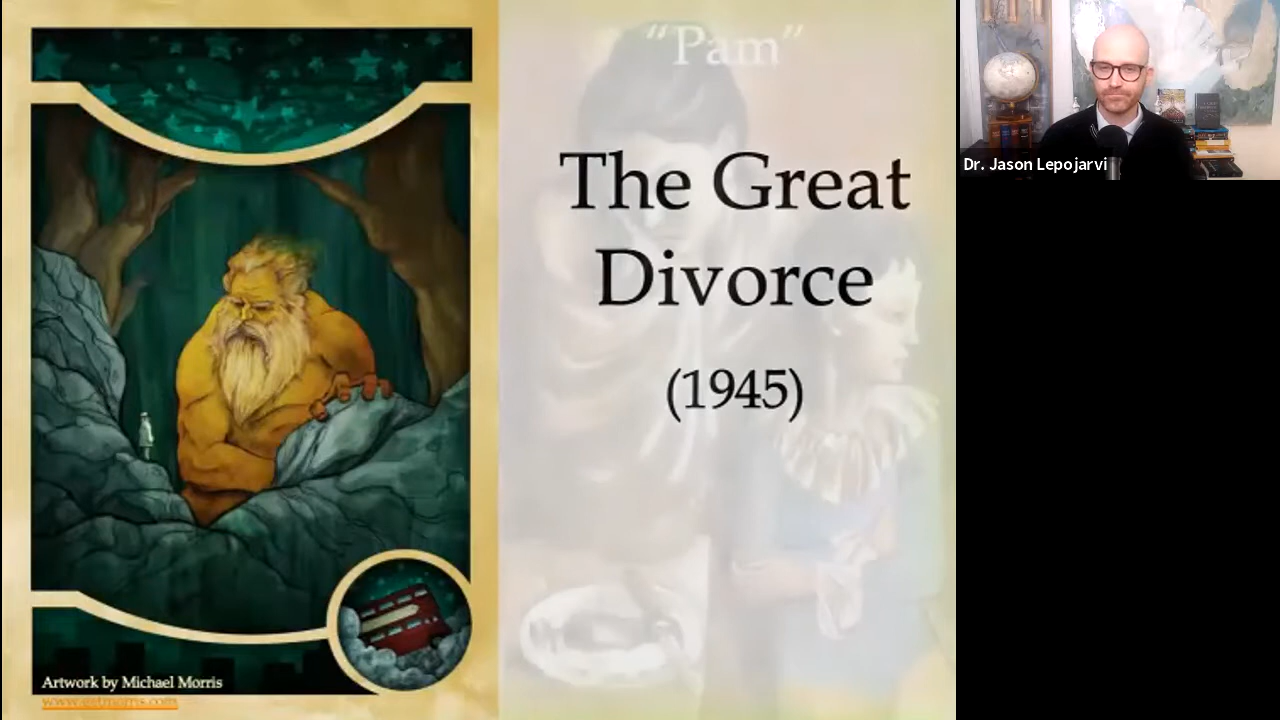 "Pam"
The Great
Divorce
(1945)
Artwork by Michael Morris
Dr. Jason Lepojarvi